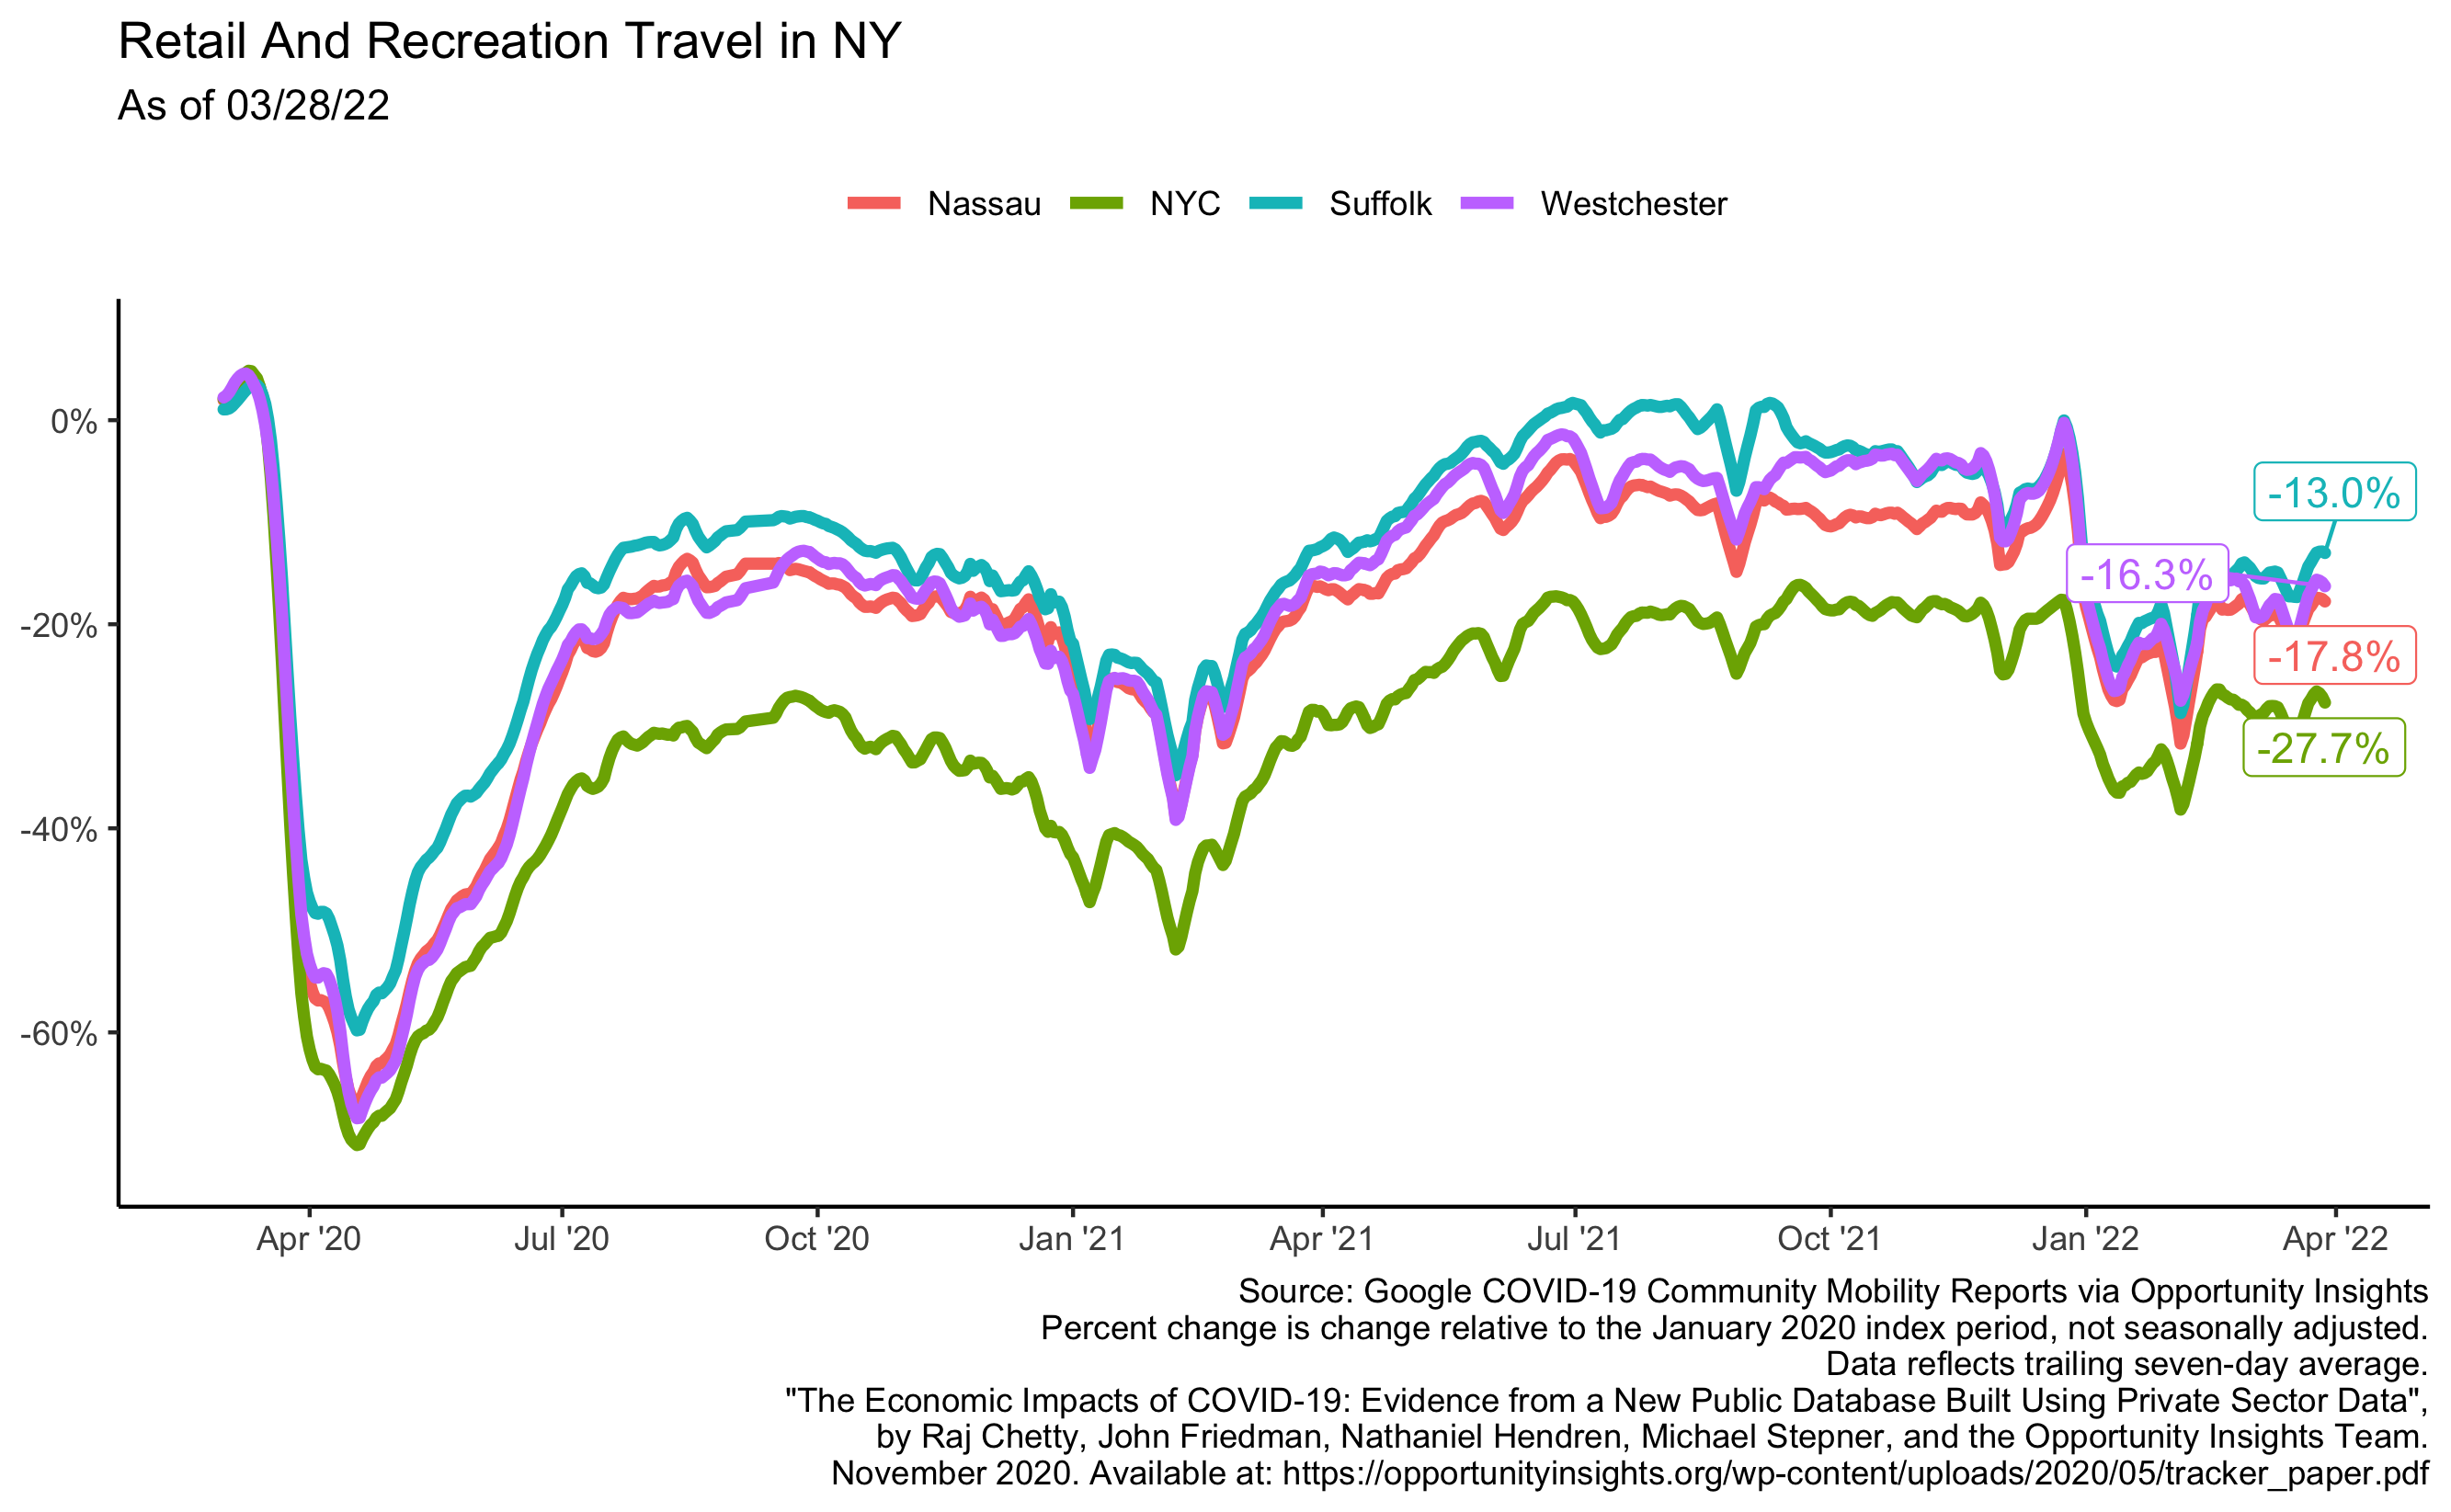 Retail And Recreation Travel in NY
As of 03/28/22
Nassau NYC Suffolk Westchester
0%
-20%
-40%
-60%
-13.0%
-16.3%
-17.8%
-27.7%
Apr '20 Jul '20 Oct '20 Jan '21 Apr '21 Jul '21 Oct '21 Jan '22 Apr '22
Source: Google COVID-19 Community Mobility Reports via Opportunity Insights
Percent change is change relative to the January 2020 index period, not seasonally adjusted.
Data reflects trailing seven-day average.
"The Economic Impacts of COVID-19: Evidence from a New Public Database Built Using Private Sector Data",
by Raj Chetty, John Friedman, Nathaniel Hendren, Michael Stepner, and the Opportunity Insights Team.
November 2020. Available at: https://opportunityinsights.org/wp-content/uploads/2020/05/tracker_paper.pdf